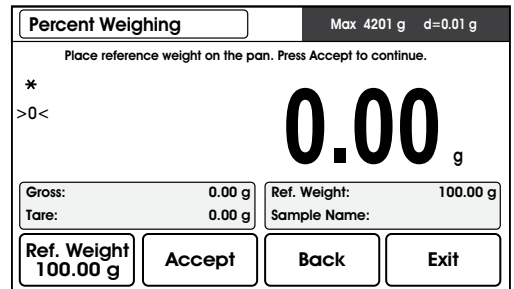 Percent Weighing
Max 4201 g d=0.01 g
Place reference weight on the pan. Press Accept to continue.
*
>0<
0.00 g
Gross: 0.00 g
Tare: 0.00 g
Ref. Weight: 100.00 g
Sample Name:
Ref. Weight
100.00 g
Accept
Back
Exit